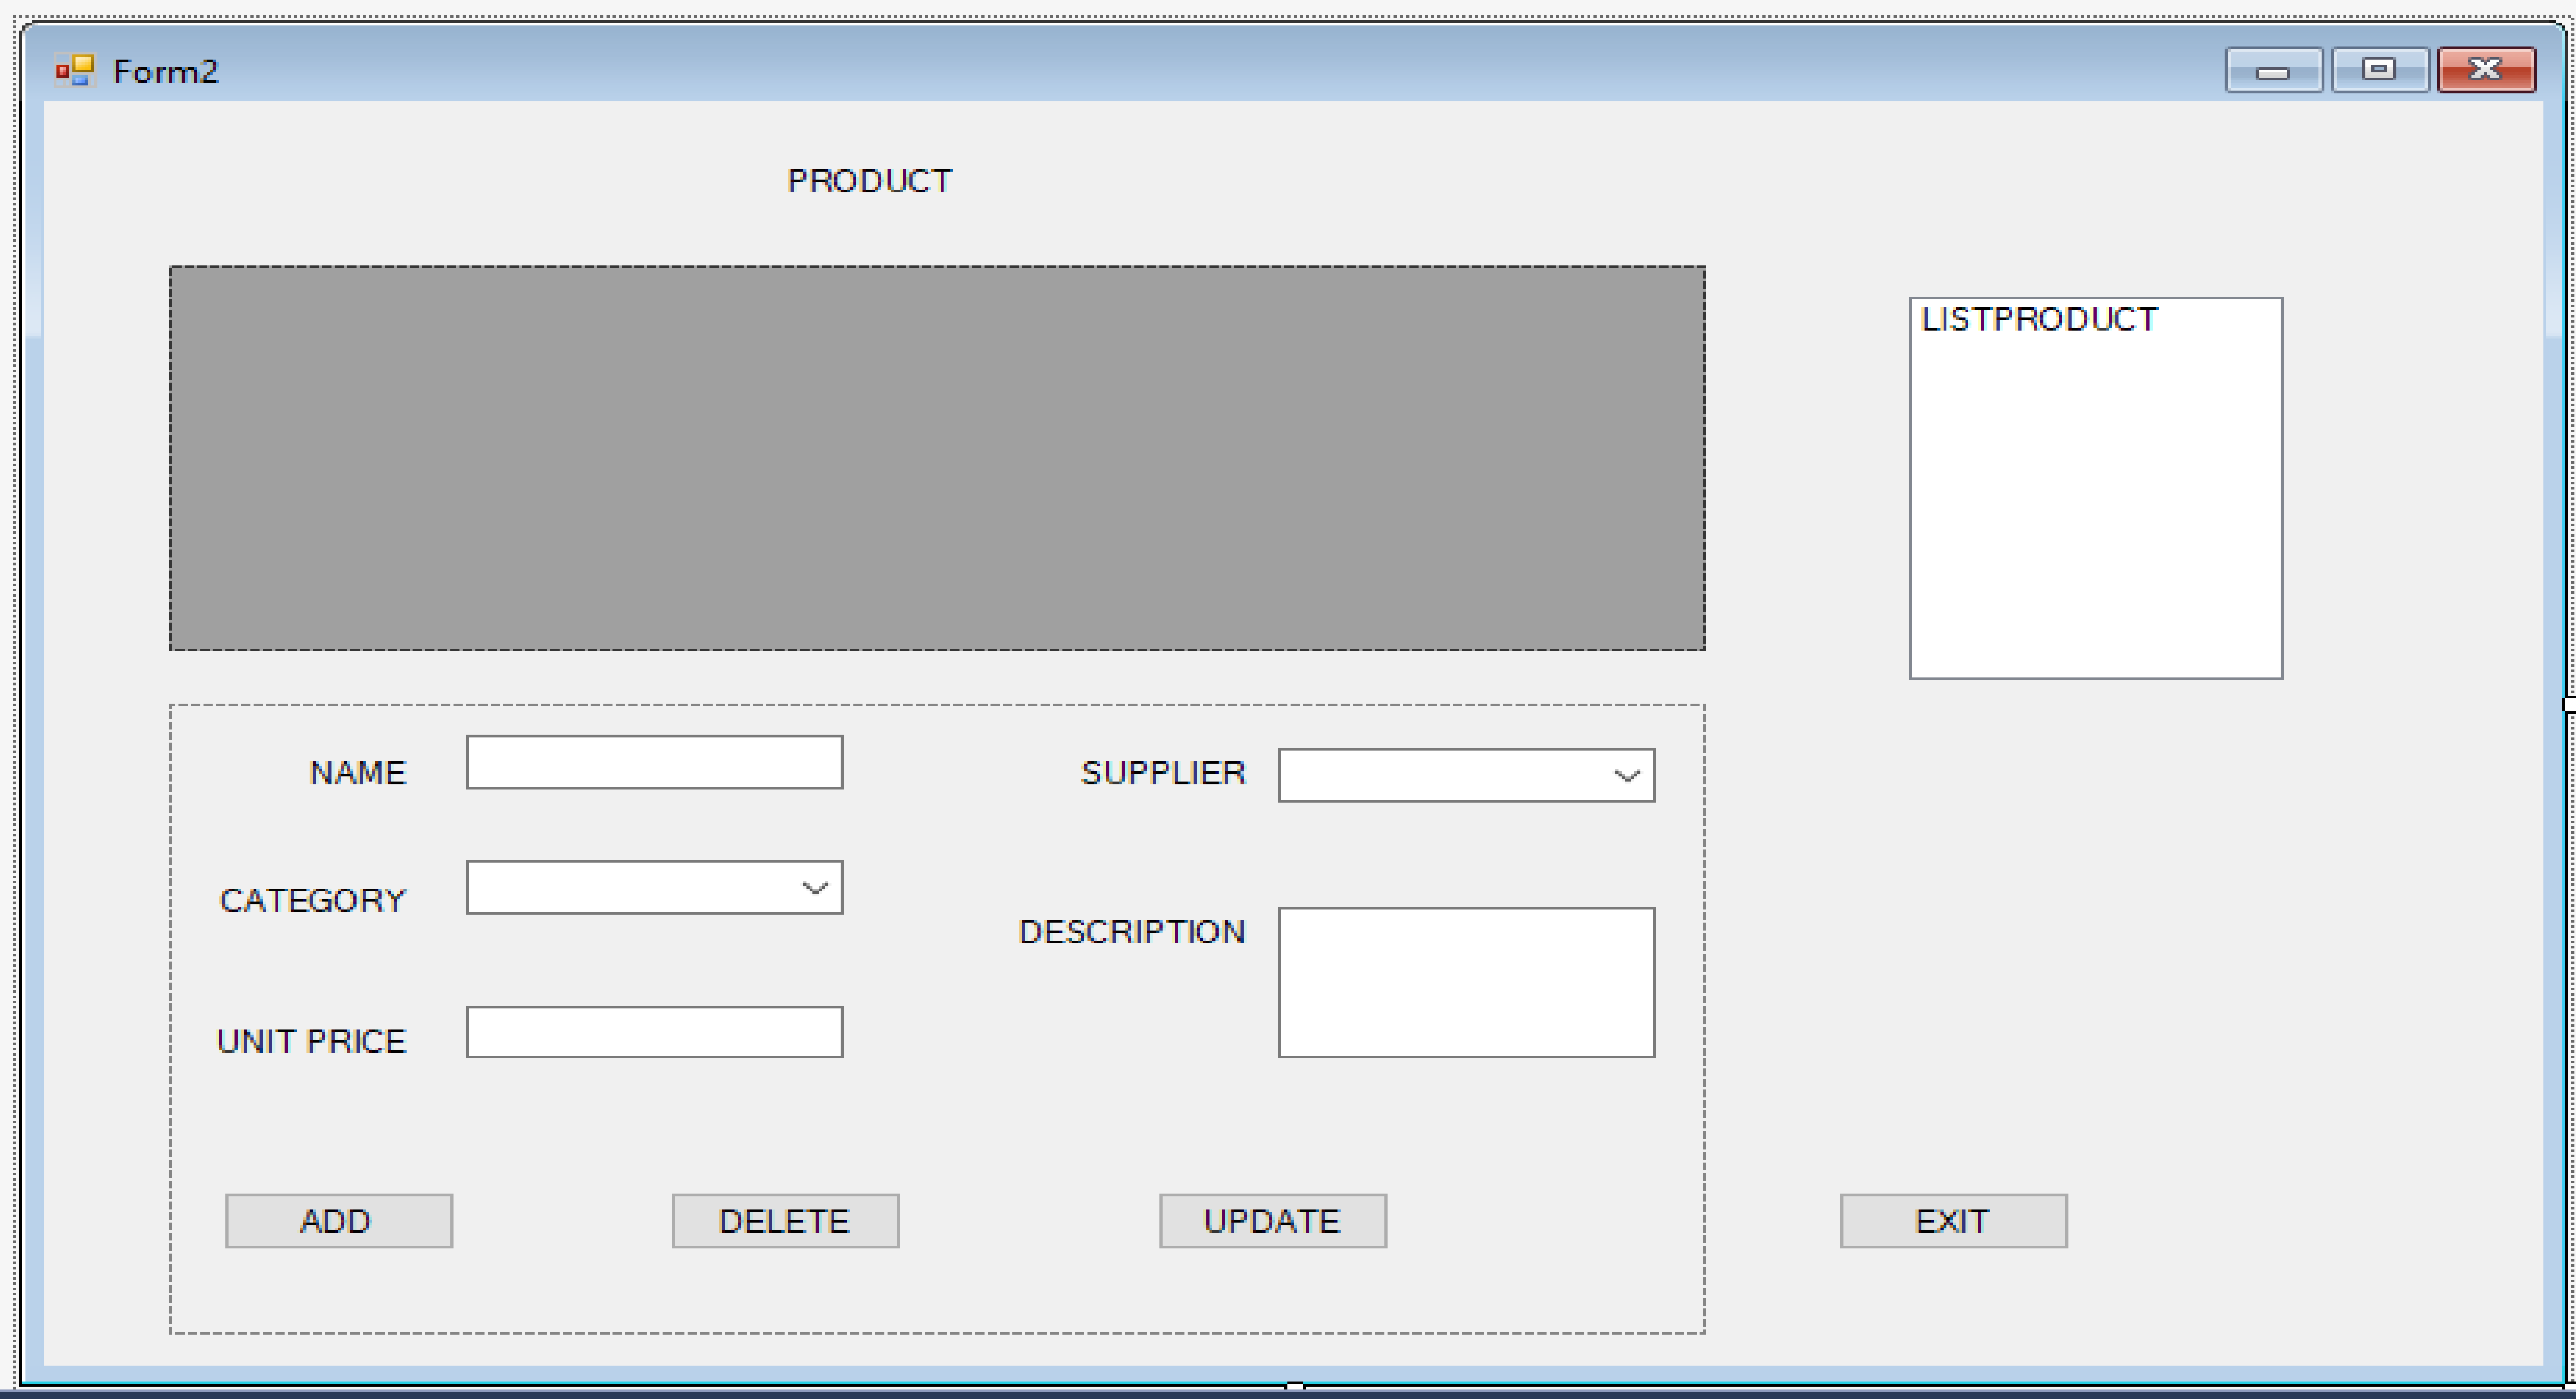 Form2
PRODUCT
LISTPRODUCT
NAME
SUPPLIER
CATEGORY
DESCRIPTION
UNIT PRICE
ADD
DELETE
UPDATE
EXIT